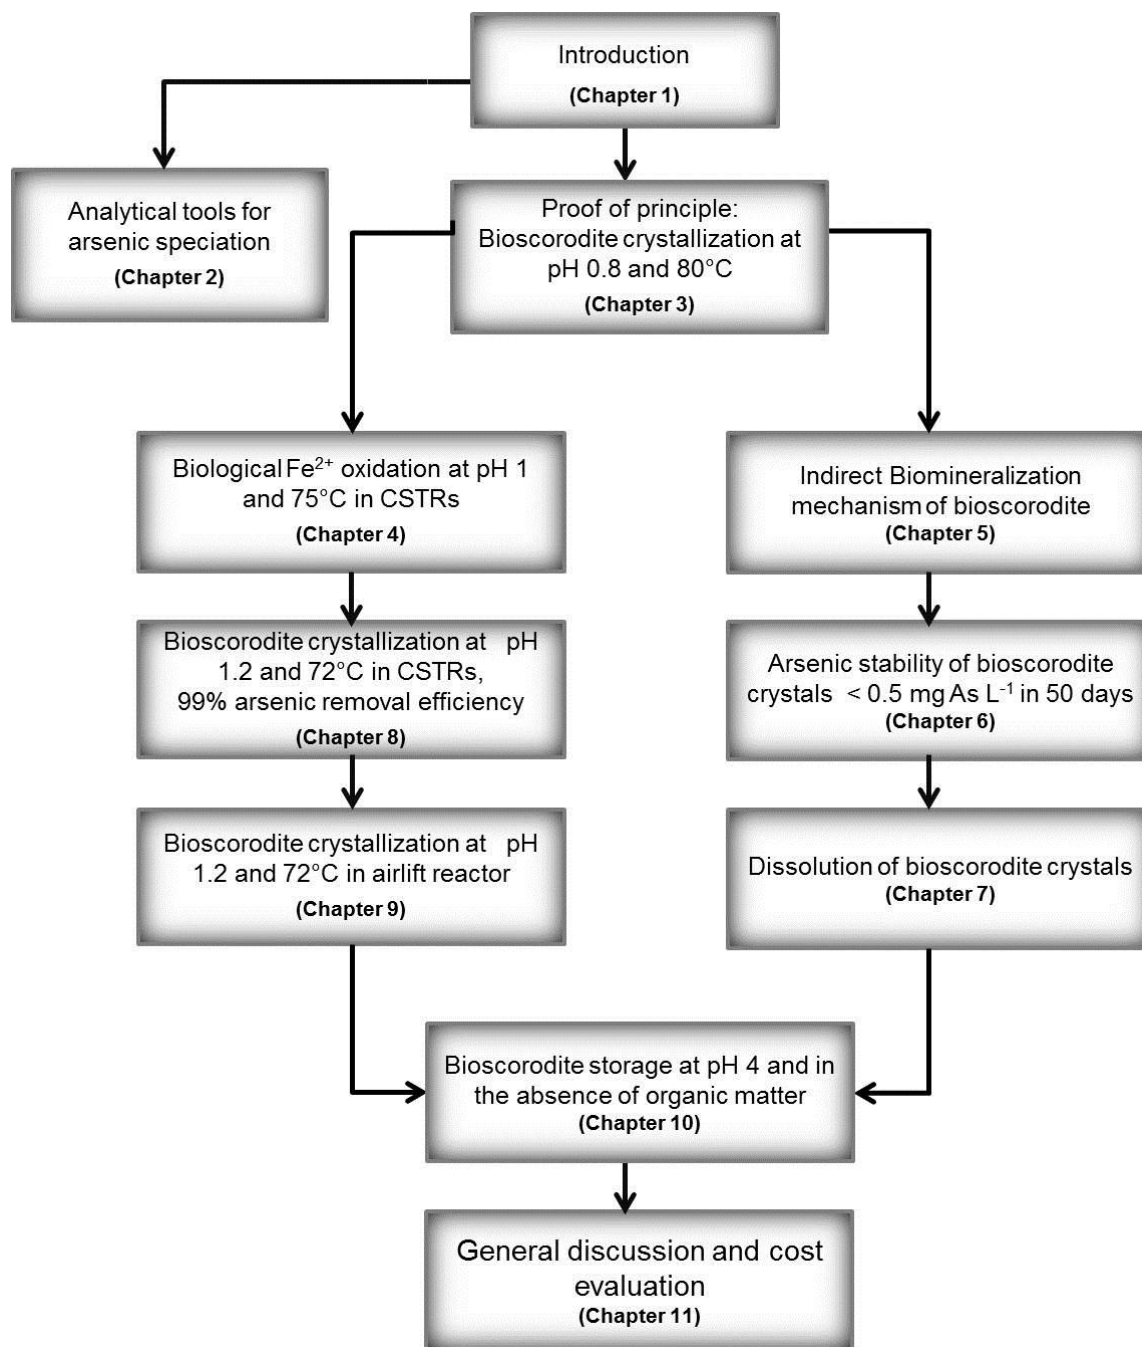 Introduction
(Chapter 1)
Analytical tools for
arsenic speciation
(Chapter 2)
Proof of principle:
Bioscorodite crystallization at
pH 0.8 and 80°C
(Chapter 3)
Biological Fe²⁺ oxidation at pH 1
and 75°C in CSTRs
(Chapter 4)
Indirect Biomineralization
mechanism of bioscorodite
(Chapter 5)
Bioscorodite crystallization at pH
1.2 and 72°C in CSTRs,
99% arsenic removal efficiency
(Chapter 8)
Arsenic stability of bioscorodite
crystals < 0.5 mg As L⁻¹ in 50 days
(Chapter 6)
Bioscorodite crystallization at pH
1.2 and 72°C in airlift reactor
(Chapter 9)
Dissolution of bioscorodite crystals
(Chapter 7)
Bioscorodite storage at pH 4 and in
the absence of organic matter
(Chapter 10)
General discussion and cost
evaluation
(Chapter 11)